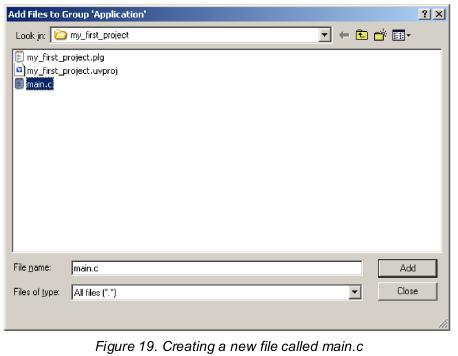 Add Files to Group 'Application'
Look in: my_first_project
my_first_project.plg
my_first_project.uvproj
main.c
File name: main.c Add
Files of type: All files (*.*) Close
Figure 19. Creating a new file called main.c